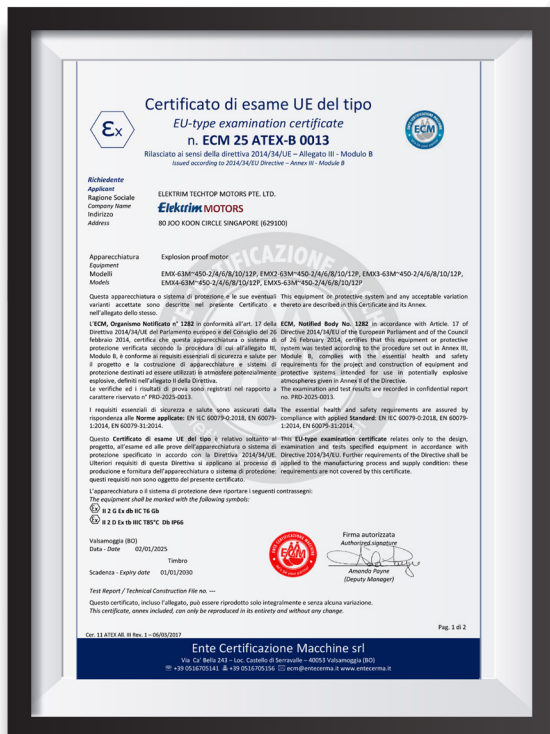 Certificato di esame UE del tipo
EU-type examination certificate
n. ECM 25 ATEX-B 0013
Rilasciato ai sensi della direttiva 2014/34/UE – Allegato III - Modulo B
Issued according to 2014/34/EU Directive – Annex III - Module B
Richiedente
Applicant
Ragione Sociale
Company Name
ELEKTRIM TECHTOP MOTORS PTE. LTD.
Elektrim MOTORS
Indirizzo
Address
80 JOO KOON CIRCLE SINGAPORE (629100)
Apparecchiatura
Equipment
Explosion proof motor
Modelli
Models
EMX-63M~450-2/4/6/8/10/12P, EMX2-63M~450-2/4/6/8/10/12P, EMX3-63M~450-2/4/6/8/10/12P,
EMX4-63M~450-2/4/6/8/10/12P, EMX5-63M~450-2/4/6/8/10/12P
Questa apparecchiatura o sistema di protezione e le sue eventuali
varianti accettate sono descritte nel presente Certificato e
nell'allegato dello stesso.
This equipment or protective system and any acceptable variation
thereto are described in this Certificate and its Annex.
L'ECM, Organismo Notificato n° 1282 in conformità all'art. 17 della
Direttiva 2014/34/UE del Parlamento europeo e del Consiglio del 26
febbraio 2014, certifica che questa apparecchiatura o sistema di
protezione verificata secondo la procedura di cui all'allegato III,
Modulo B, è conforme ai requisiti essenziali di sicurezza e salute per
il progetto e la costruzione di apparecchiature e sistemi di
protezione destinati ad essere utilizzati in atmosfere potenzialmente
esplosive, definiti nell'allegato II della Direttiva.
Le verifiche ed i risultati di prova sono registrati nel rapporto a
carattere riservato n° PRD-2025-0013.
ECM, Notified Body No. 1282 in accordance with Article. 17 of
Directive 2014/34/EU of the European Parliament and of the Council
of 26 February 2014, certifies that this equipment or protective
system was tested according to the procedure set out in Annex III,
Module B, complies with the essential health and safety
requirements for the project and construction of equipment and
protective systems intended for use in potentially explosive
atmospheres given in Annex II of the Directive.
The examination and test results are recorded in confidential report
no. PRD-2025-0013.
I requisiti essenziali di sicurezza e salute sono assicurati dalla
rispondenza alle Norme applicate: EN IEC 60079-0:2018, EN 60079-
1:2014, EN 60079-31:2014.
The essential health and safety requirements are assured by
compliance with applied Standard: EN IEC 60079-0:2018, EN 60079-
1:2014, EN 60079-31:2014.
Questo Certificato di esame UE del tipo è relativo soltanto al
progetto, all'esame ed alle prove dell'apparecchiatura o sistema di
protezione specificato in accordo con la Direttiva 2014/34/UE.
Ulteriori requisiti di questa Direttiva si applicano al processo di
produzione e fornitura dell'apparecchiatura o sistema di protezione:
questi requisiti non sono oggetto del presente certificato.
This EU-type examination certificate relates only to the design,
examination and tests specified equipment in accordance with
Directive 2014/34/EU. Further requirements of the Directive shall be
applied to the manufacturing process and supply condition: these
requirements are not covered by this certificate.
L'apparecchiatura o il sistema di protezione deve riportare i seguenti contrassegni:
The equipment shall be marked with the following symbols:
II 2 G Ex db IIC T6 Gb
II 2 D Ex tb IIIC T85°C Db IP66
Valsamoggia (BO)
Data - Date 02/01/2025
Timbro
Scadenza - Expiry date 01/01/2030
ECM
Firma autorizzata
Authorized signature
Amanda Payne
(Deputy Manager)
Test Report / Technical Construction File no. ---
Questo certificato, incluso l'allegato, può essere riprodotto solo integralmente e senza alcuna variazione.
This certificate, annex included, can only be reproduced in its entirety and without any change.
Pag. 1 di 2
Cer. 11 ATEX All. III Rev. 1 – 06/03/2017
Ente Certificazione Macchine srl
Via Ca' Bella 243 – Loc. Castello di Serravalle – 40053 Valsamoggia (BO)
+39 0516705141 +39 0516705156 ecm@entecerma.it www.entecerma.it